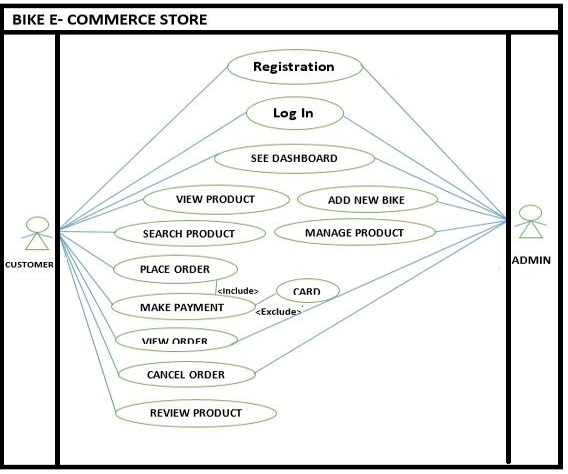 BIKE E- COMMERCE STORE
Registration
Log In
SEE DASHBOARD
VIEW PRODUCT
ADD NEW BIKE
SEARCH PRODUCT
MANAGE PRODUCT
CUSTOMER
ADMIN
PLACE ORDER
<Include>
CARD
MAKE PAYMENT
<Exclude>
VIEW ORDER
CANCEL ORDER
REVIEW PRODUCT